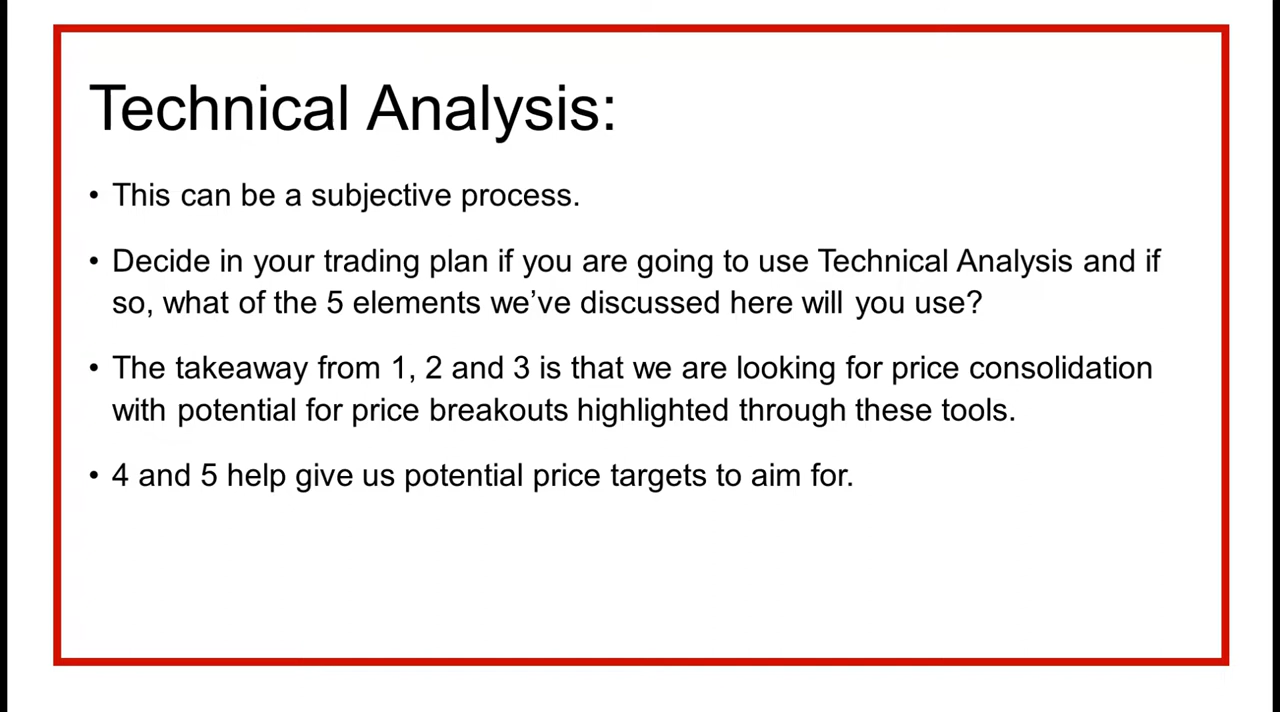 Technical Analysis:
• This can be a subjective process.
• Decide in your trading plan if you are going to use Technical Analysis and if
so, what of the 5 elements we’ve discussed here will you use?
• The takeaway from 1, 2 and 3 is that we are looking for price consolidation
with potential for price breakouts highlighted through these tools.
• 4 and 5 help give us potential price targets to aim for.